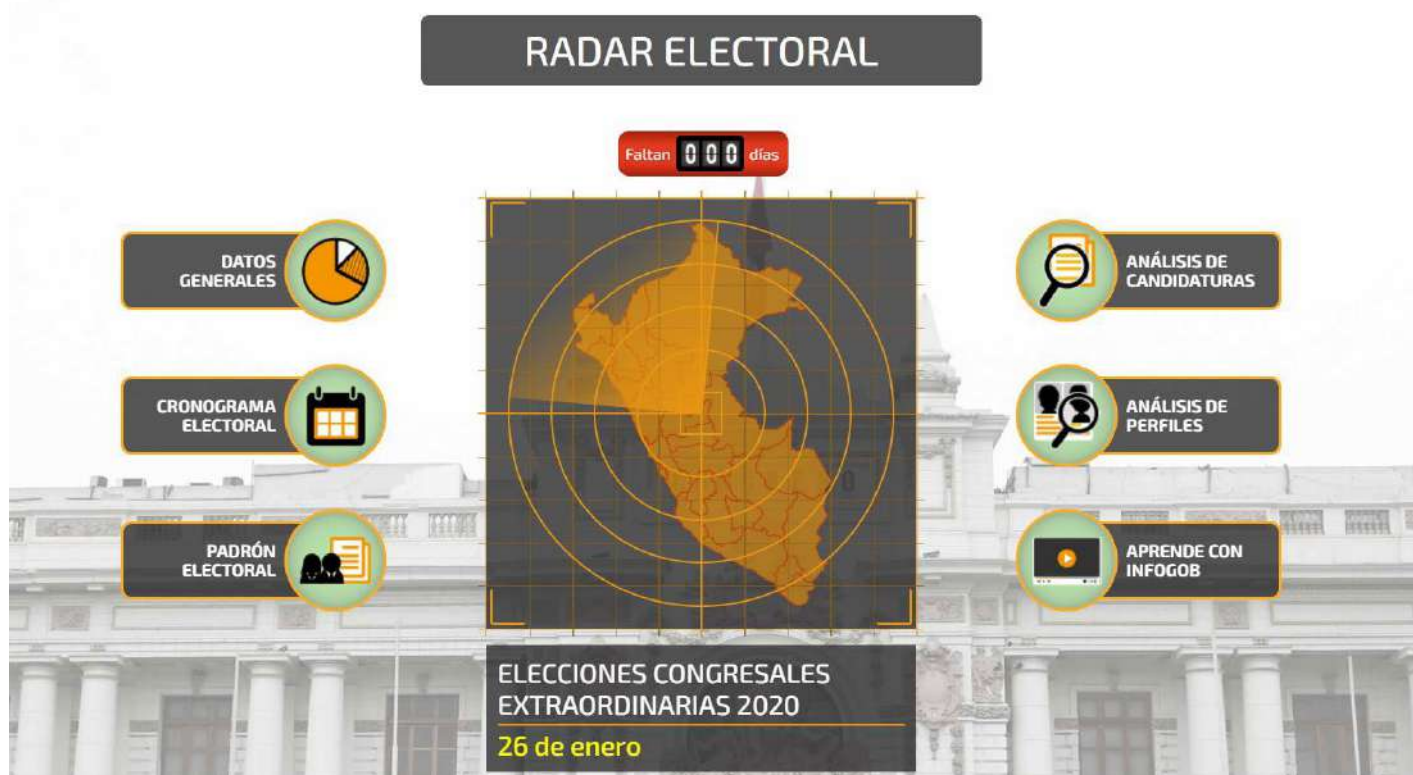 RADAR ELECTORAL
Faltan 000 días
DATOS
GENERALES
CRONOGRAMA
ELECTORAL
PADRÓN
ELECTORAL
ANÁLISIS DE
CANDIDATURAS
ANÁLISIS DE
PERFILES
APRENDE CON
INFOGOB
ELECCIONES CONGRESALES
EXTRAORDINARIAS 2020
26 de enero